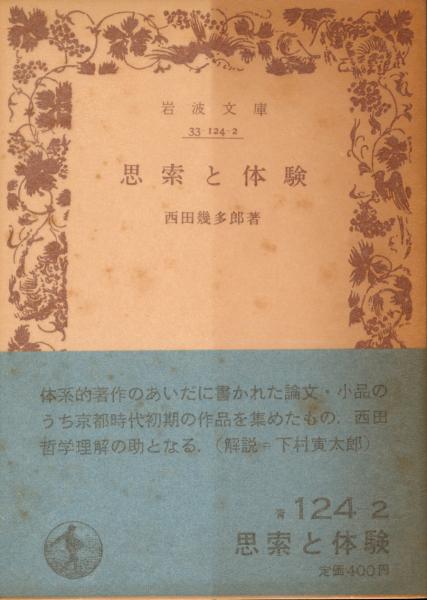 岩波文庫
33-124-2
思索と体験
西田幾多郎著
体系的著作のあいだに書かれた論文・小品の
うち京都時代初期の作品を集めたもの．西田
哲学理解の助となる．（解説＝下村寅太郎）
青 124-2
思索と体験
定価400円